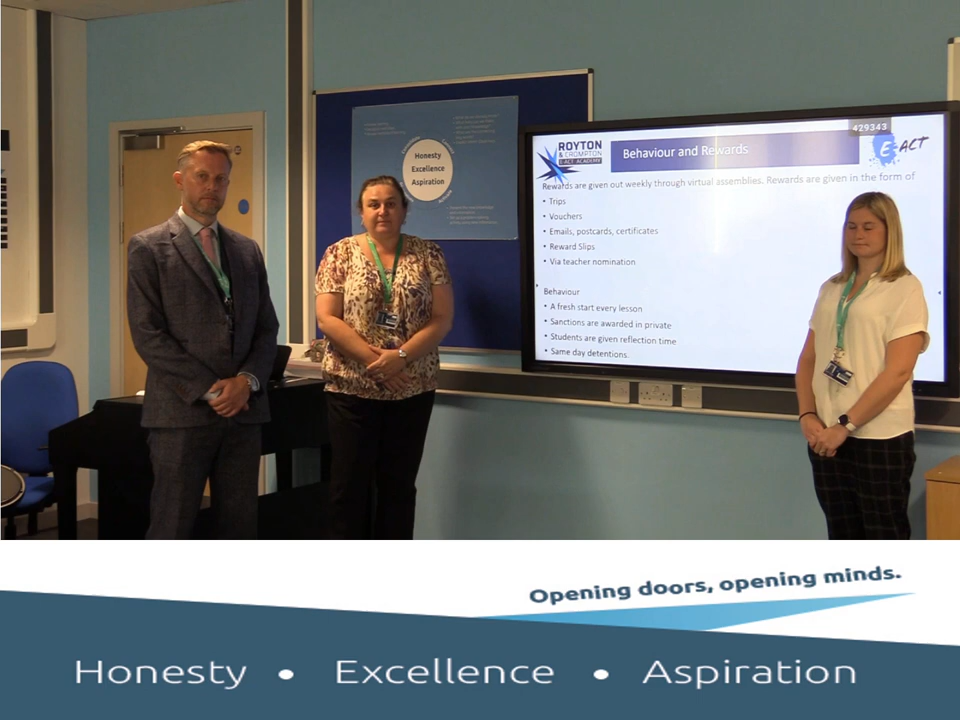 429343
ROYTON
& CROMPTON
E-ACT ACADEMY
Behaviour and Rewards
E-ACT
Rewards are given out weekly through virtual assemblies. Rewards are given in the form of
• Trips
• Vouchers
• Emails, postcards, certificates
• Reward Slips
• Via teacher nomination
Behaviour
• A fresh start every lesson
• Sanctions are awarded in private
• Students are given reflection time
• Same day detentions.
Honesty
Excellence
Aspiration
Opening doors, opening minds.
Honesty • Excellence • Aspiration